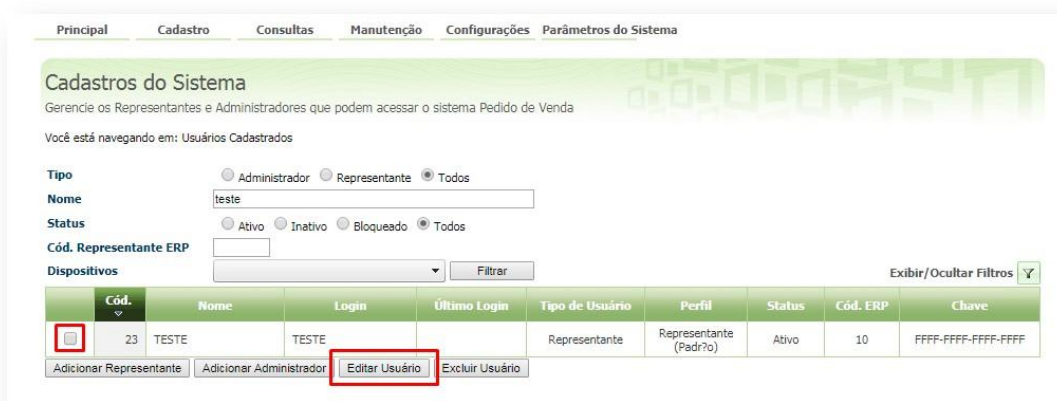 Principal Cadastro Consultas Manutenção Configurações Parâmetros do Sistema
Cadastros do Sistema
Gerencie os Representantes e Administradores que podem acessar o sistema Pedido de Venda
Você está navegando em: Usuários Cadastrados
Tipo Administrador Representante Todos
Nome teste
Status Ativo Inativo Bloqueado Todos
Cód. Representante ERP
Dispositivos Filtrar Exibir/Ocultar Filtros
Cód. Nome Login Último Login Tipo de Usuário Perfil Status Cód. ERP Chave
23 TESTE TESTE Representante Representante (Padr?o) Ativo 10 FFFF-FFFF-FFFF-FFFF
Adicionar Representante Adicionar Administrador Editar Usuário Excluir Usuário